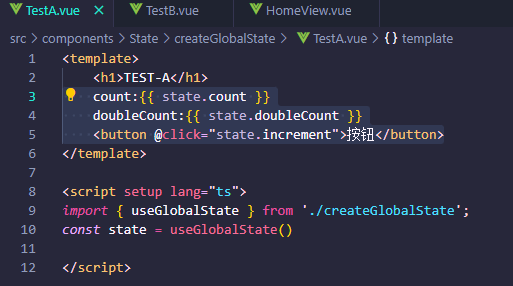 TestA.vue × TestB.vue HomeView.vue
src > components > State > createGlobalState > TestA.vue > {} template
1 <template>
2 <h1>TEST-A</h1>
3 count:{{ state.count }}
4 doubleCount:{{ state.doubleCount }}
5 <button @click="state.increment">按钮</button>
6 </template>
7
8 <script setup lang="ts">
9 import { useGlobalState } from './createGlobalState';
10 const state = useGlobalState()
11
12 </script>